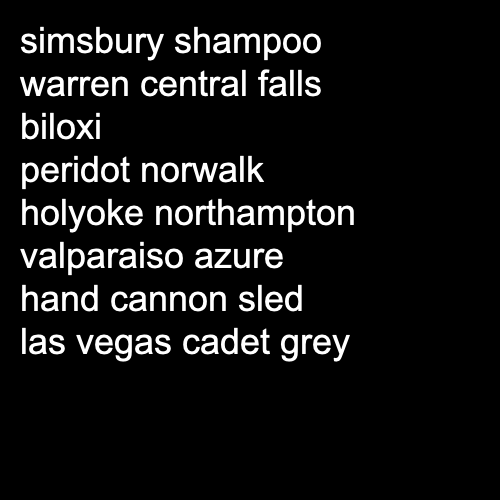 simsbury shampoo
warren central falls
biloxi
peridot norwalk
holyoke northampton
valparaiso azure
hand cannon sled
las vegas cadet grey